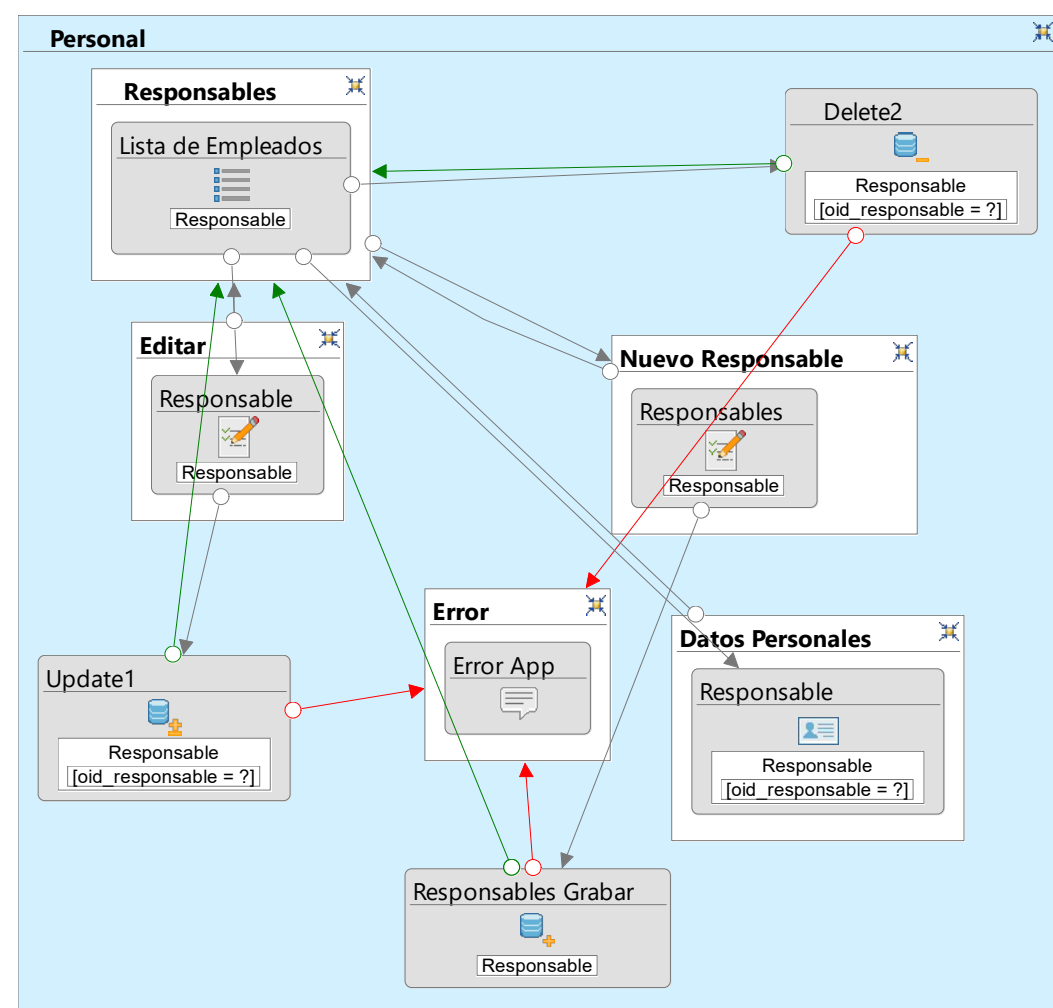 Personal
Responsables
Lista de Empleados
Responsable
Delete2
Responsable
[oid_responsable = ?]
Editar
Responsable
Responsable
Nuevo Responsable
Responsables
Responsable
Error
Error App
Datos Personales
Responsable
Responsable
[oid_responsable = ?]
Update1
Responsable
[oid_responsable = ?]
Responsables Grabar
Responsable